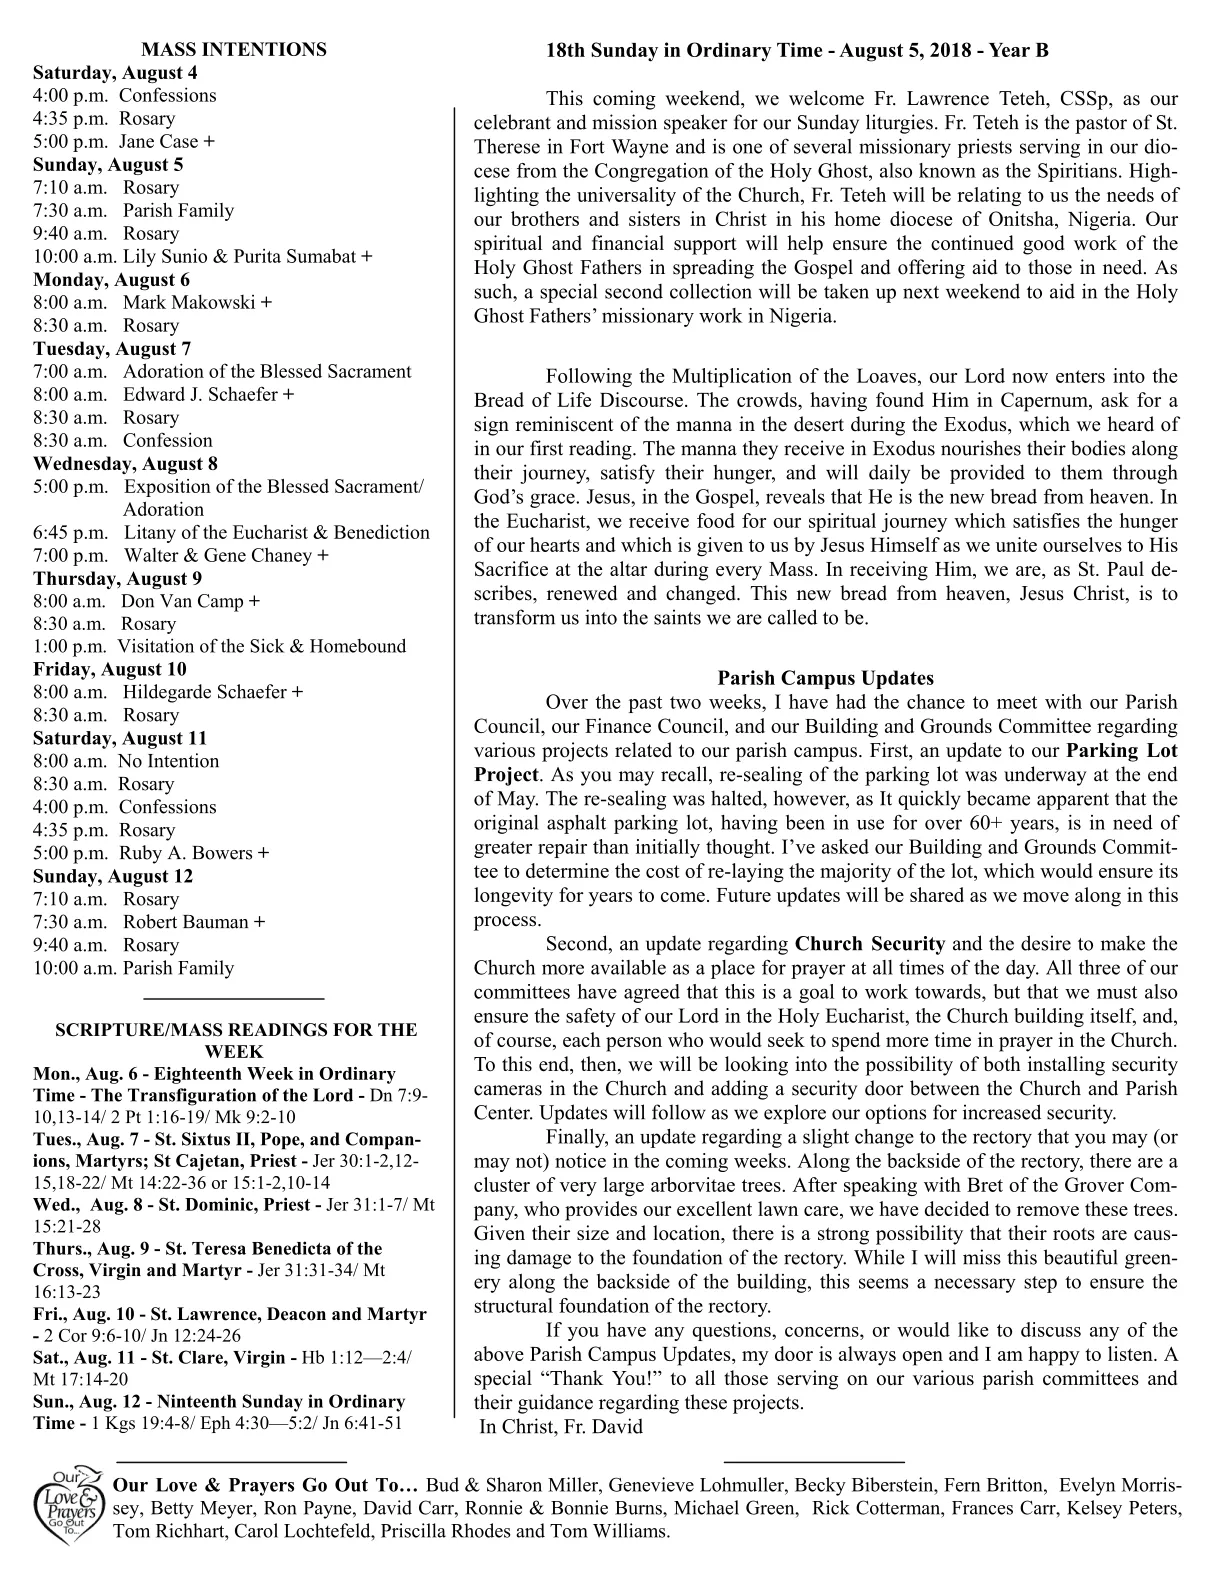 MASS INTENTIONS
Saturday, August 4
4:00 p.m.  Confessions
4:35 p.m.  Rosary
5:00 p.m.  Jane Case +
Sunday, August 5
7:10 a.m.   Rosary
7:30 a.m.   Parish Family
9:40 a.m.   Rosary
10:00 a.m. Lily Sunio & Purita Sumabat +
Monday, August 6
8:00 a.m.   Mark Makowski +
8:30 a.m.   Rosary
Tuesday, August 7
7:00 a.m.   Adoration of the Blessed Sacrament
8:00 a.m.   Edward J. Schaefer +
8:30 a.m.   Rosary
8:30 a.m.   Confession
Wednesday, August 8
5:00 p.m.   Exposition of the Blessed Sacrament/
Adoration
6:45 p.m.   Litany of the Eucharist & Benediction
7:00 p.m.   Walter & Gene Chaney +
Thursday, August 9
8:00 a.m.   Don Van Camp +
8:30 a.m.   Rosary
1:00 p.m.  Visitation of the Sick & Homebound
Friday, August 10
8:00 a.m.   Hildegarde Schaefer +
8:30 a.m.   Rosary
Saturday, August 11
8:00 a.m.  No Intention
8:30 a.m.  Rosary
4:00 p.m.  Confessions
4:35 p.m.  Rosary
5:00 p.m.  Ruby A. Bowers +
Sunday, August 12
7:10 a.m.   Rosary
7:30 a.m.   Robert Bauman +
9:40 a.m.   Rosary
10:00 a.m. Parish Family
SCRIPTURE/MASS READINGS FOR THE
WEEK
Mon., Aug. 6 - Eighteenth Week in Ordinary
Time - The Transfiguration of the Lord - Dn 7:9-
10,13-14/ 2 Pt 1:16-19/ Mk 9:2-10
Tues., Aug. 7 - St. Sixtus II, Pope, and Compan-
ions, Martyrs; St Cajetan, Priest - Jer 30:1-2,12-
15,18-22/ Mt 14:22-36 or 15:1-2,10-14
Wed.,  Aug. 8 - St. Dominic, Priest - Jer 31:1-7/ Mt
15:21-28
Thurs., Aug. 9 - St. Teresa Benedicta of the
Cross, Virgin and Martyr - Jer 31:31-34/ Mt
16:13-23
Fri., Aug. 10 - St. Lawrence, Deacon and Martyr
- 2 Cor 9:6-10/ Jn 12:24-26
Sat., Aug. 11 - St. Clare, Virgin - Hb 1:12—2:4/
Mt 17:14-20
Sun., Aug. 12 - Ninteenth Sunday in Ordinary
Time - 1 Kgs 19:4-8/ Eph 4:30—5:2/ Jn 6:41-51
18th Sunday in Ordinary Time - August 5, 2018 - Year B
This coming weekend, we welcome Fr. Lawrence Teteh, CSSp, as our
celebrant and mission speaker for our Sunday liturgies. Fr. Teteh is the pastor of St.
Therese in Fort Wayne and is one of several missionary priests serving in our dio-
cese from the Congregation of the Holy Ghost, also known as the Spiritians. High-
lighting the universality of the Church, Fr. Teteh will be relating to us the needs of
our brothers and sisters in Christ in his home diocese of Onitsha, Nigeria. Our
spiritual and financial support will help ensure the continued good work of the
Holy Ghost Fathers in spreading the Gospel and offering aid to those in need. As
such, a special second collection will be taken up next weekend to aid in the Holy
Ghost Fathers’ missionary work in Nigeria.
Following the Multiplication of the Loaves, our Lord now enters into the
Bread of Life Discourse. The crowds, having found Him in Capernum, ask for a
sign reminiscent of the manna in the desert during the Exodus, which we heard of
in our first reading. The manna they receive in Exodus nourishes their bodies along
their journey, satisfy their hunger, and will daily be provided to them through
God’s grace. Jesus, in the Gospel, reveals that He is the new bread from heaven. In
the Eucharist, we receive food for our spiritual journey which satisfies the hunger
of our hearts and which is given to us by Jesus Himself as we unite ourselves to His
Sacrifice at the altar during every Mass. In receiving Him, we are, as St. Paul de-
scribes, renewed and changed. This new bread from heaven, Jesus Christ, is to
transform us into the saints we are called to be.
Parish Campus Updates
Over the past two weeks, I have had the chance to meet with our Parish
Council, our Finance Council, and our Building and Grounds Committee regarding
various projects related to our parish campus. First, an update to our Parking Lot
Project. As you may recall, re-sealing of the parking lot was underway at the end
of May. The re-sealing was halted, however, as It quickly became apparent that the
original asphalt parking lot, having been in use for over 60+ years, is in need of
greater repair than initially thought. I’ve asked our Building and Grounds Commit-
tee to determine the cost of re-laying the majority of the lot, which would ensure its
longevity for years to come. Future updates will be shared as we move along in this
process.
Second, an update regarding Church Security and the desire to make the
Church more available as a place for prayer at all times of the day. All three of our
committees have agreed that this is a goal to work towards, but that we must also
ensure the safety of our Lord in the Holy Eucharist, the Church building itself, and,
of course, each person who would seek to spend more time in prayer in the Church.
To this end, then, we will be looking into the possibility of both installing security
cameras in the Church and adding a security door between the Church and Parish
Center. Updates will follow as we explore our options for increased security.
Finally, an update regarding a slight change to the rectory that you may (or
may not) notice in the coming weeks. Along the backside of the rectory, there are a
cluster of very large arborvitae trees. After speaking with Bret of the Grover Com-
pany, who provides our excellent lawn care, we have decided to remove these trees.
Given their size and location, there is a strong possibility that their roots are caus-
ing damage to the foundation of the rectory. While I will miss this beautiful green-
ery along the backside of the building, this seems a necessary step to ensure the
structural foundation of the rectory.
If you have any questions, concerns, or would like to discuss any of the
above Parish Campus Updates, my door is always open and I am happy to listen. A
special “Thank You!” to all those serving on our various parish committees and
their guidance regarding these projects.
In Christ, Fr. David
Our
Love &
Prayers
Go Out
To...
Our Love & Prayers Go Out To… Bud & Sharon Miller, Genevieve Lohmuller, Becky Biberstein, Fern Britton,  Evelyn Morris-
sey, Betty Meyer, Ron Payne, David Carr, Ronnie & Bonnie Burns, Michael Green,  Rick Cotterman, Frances Carr, Kelsey Peters,
Tom Richhart, Carol Lochtefeld, Priscilla Rhodes and Tom Williams.